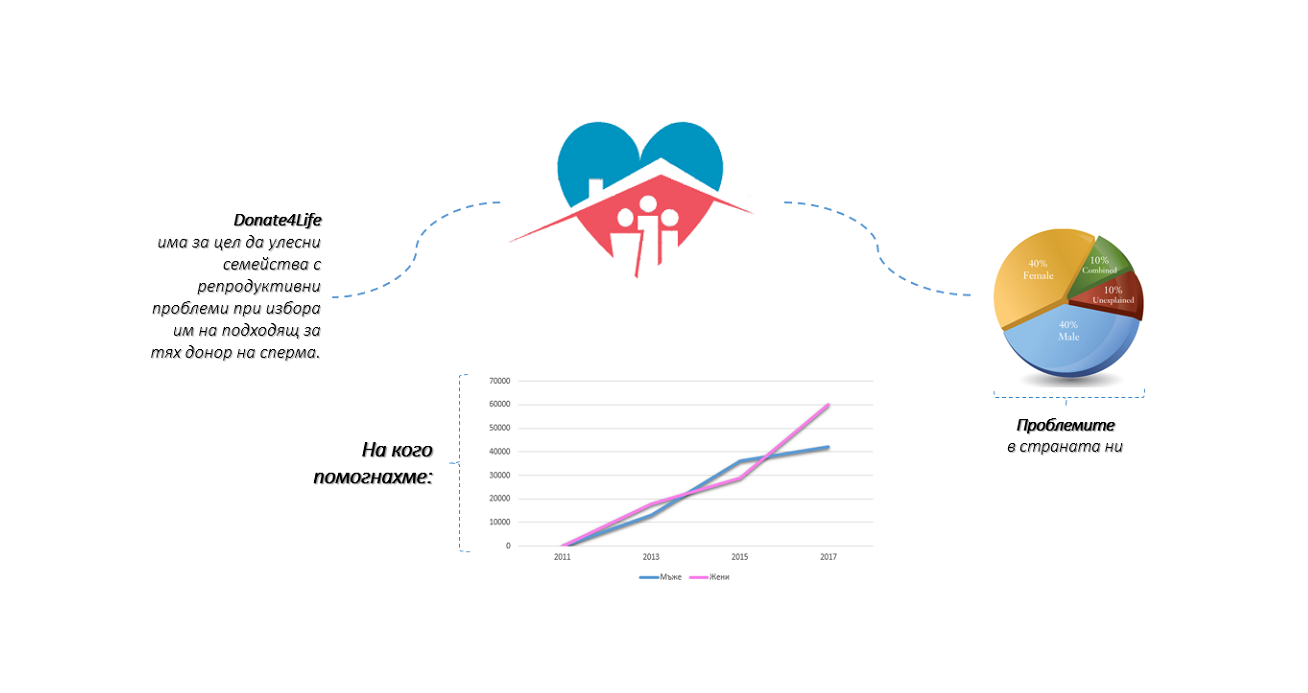 Donate4Life
има за цел да улесни
семейства с
репродуктивни
проблеми при избора
им на подходящ за
тях донор на сперма.
40%
Female
10%
Combined
10%
Unexplained
40%
Male
Проблемите
в страната ни
На кого
помогнахме:
70000
60000
50000
40000
30000
20000
10000
0
2011 2013 2015 2017
Мъже Жени